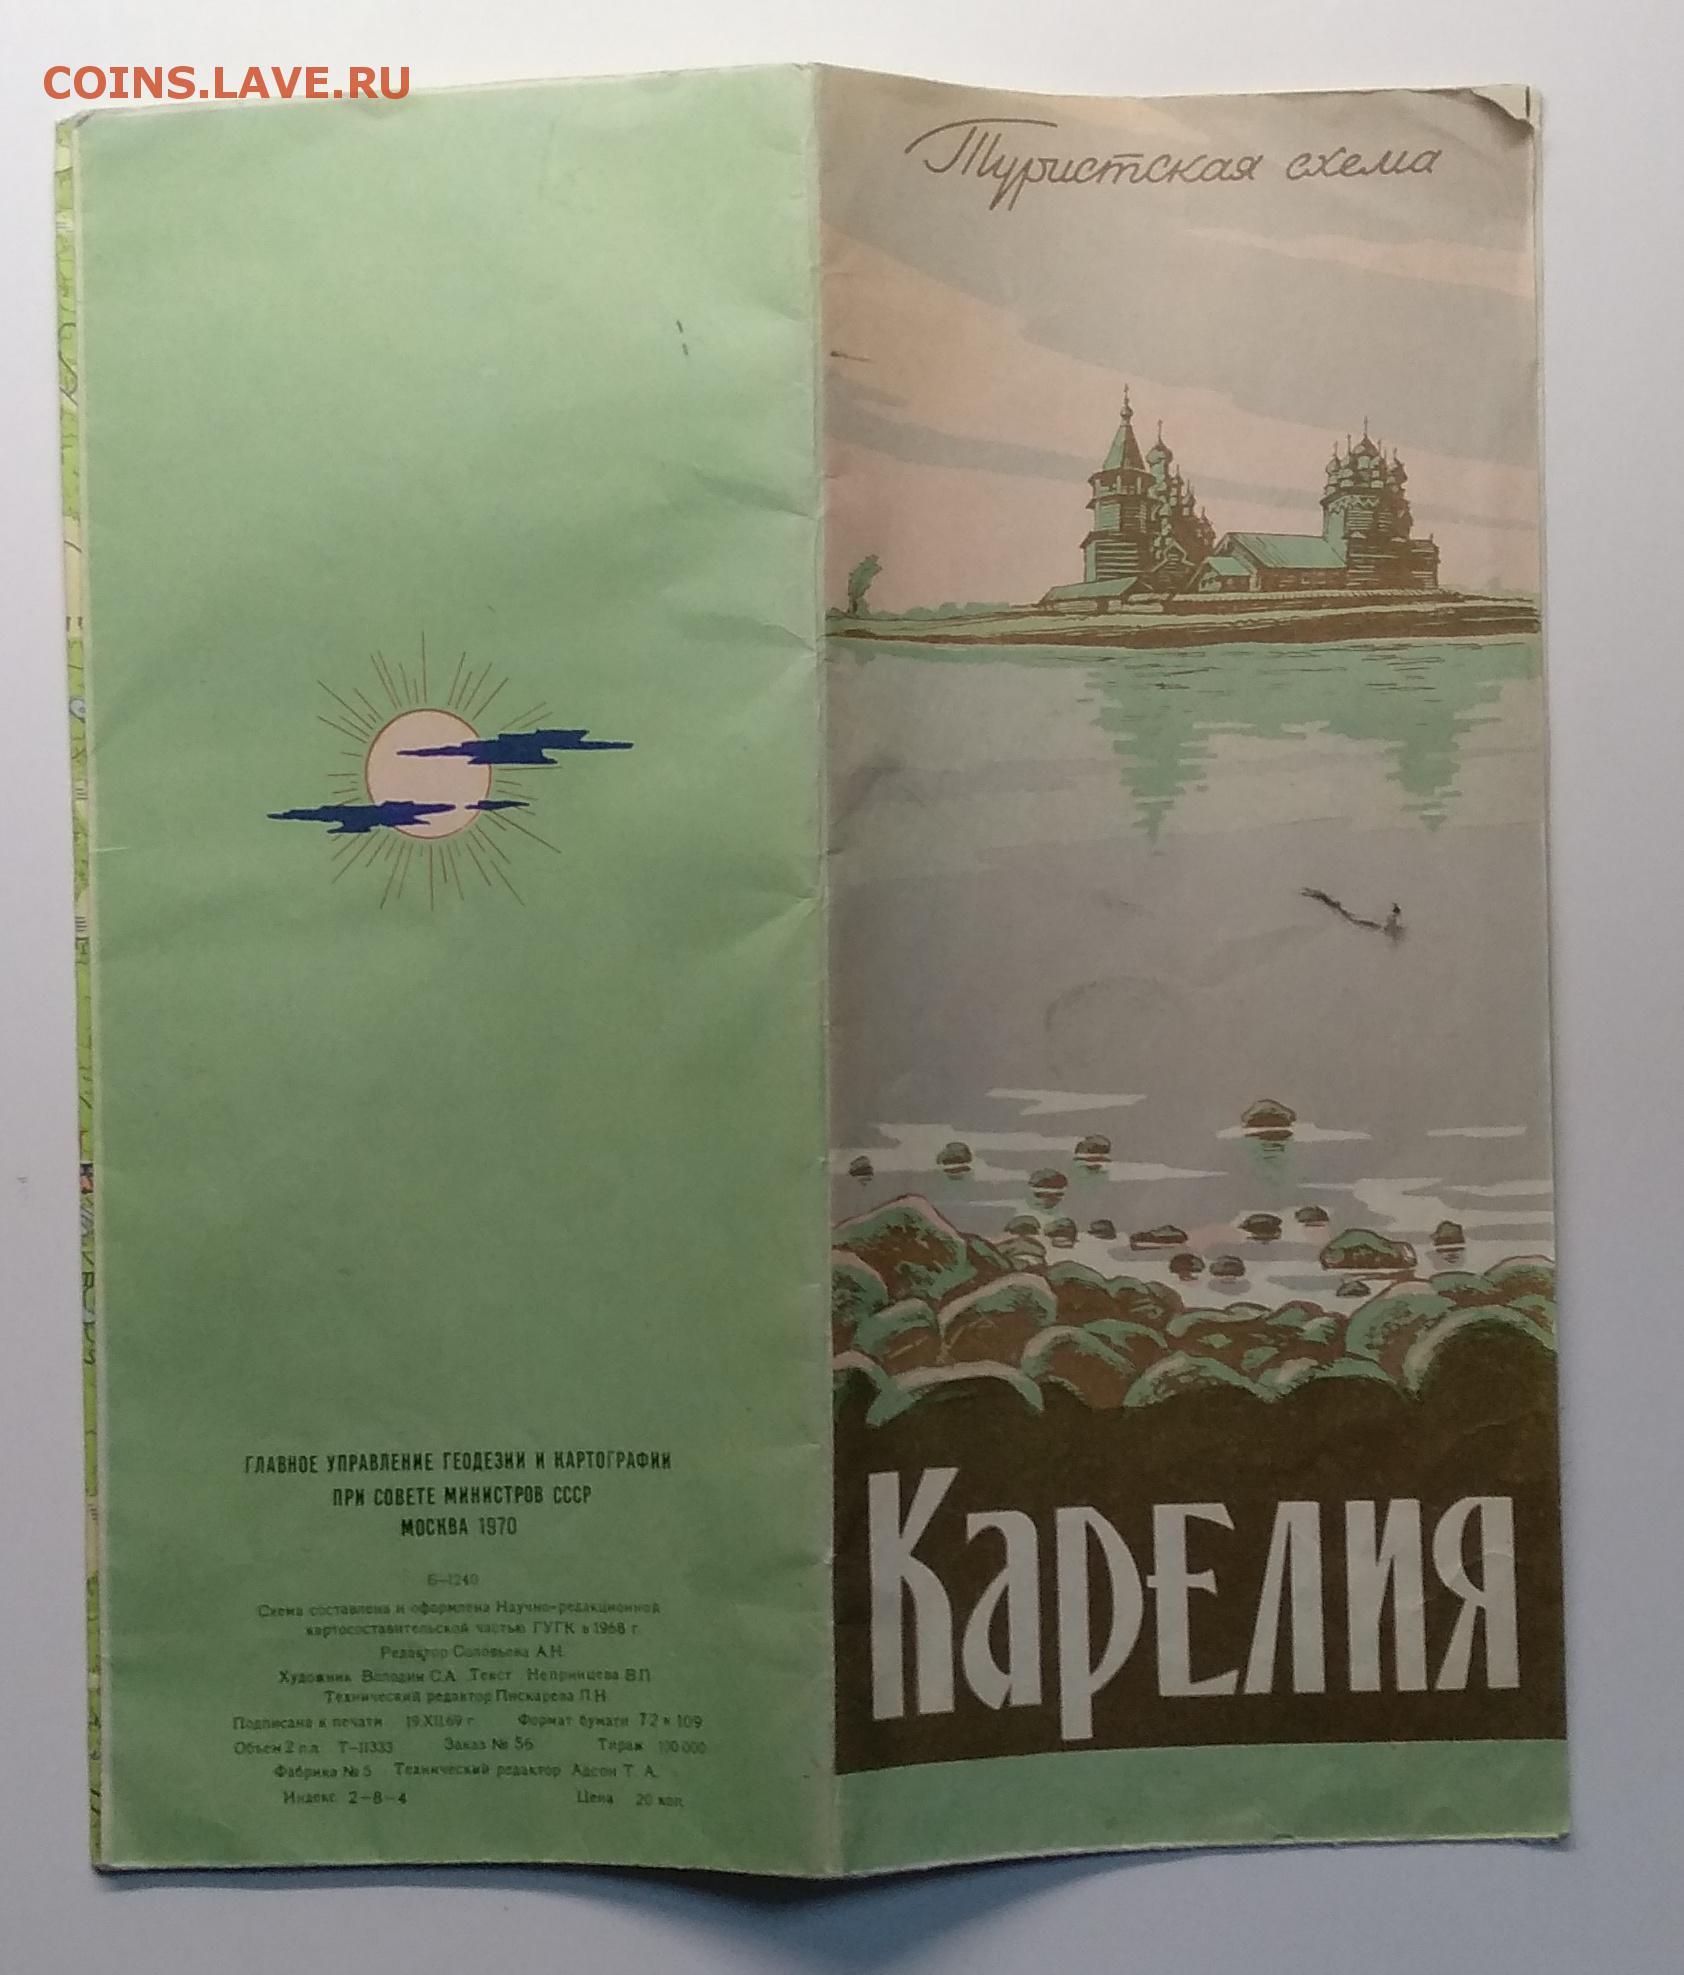 COINS.LAVE.RU
Туристская схема
КАРЕЛИЯ
ГЛАВНОЕ УПРАВЛЕНИЕ ГЕОДЕЗИИ И КАРТОГРАФИИ
ПРИ СОВЕТЕ МИНИСТРОВ СССР
МОСКВА 1970
Б—1240
Схема составлена и оформлена Научно-редакционной
картосоставительской частью ГУГК в 1968 г.
Редактор Соловьева А.Н.
Художник Володин С.А. Текст Непринцева В.П.
Технический редактор Пискарева Л.Н.
Подписана к печати 19.XII.69 г. Формат бумаги 72 x 109
Объем 2 п.л. Т—11333 Заказ № 56 Тираж 100 000
Фабрика № 5 Технический редактор Адсон Т. А.
Индекс 2—8—4 Цена 20 коп.